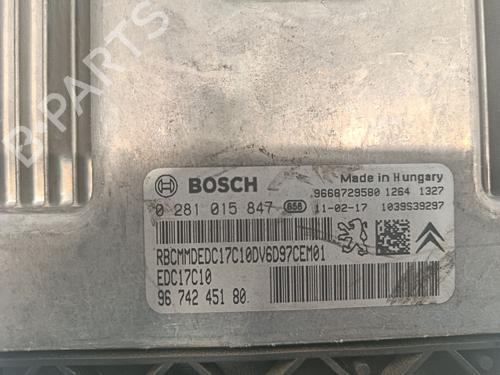 BOSCH
Made in Hungary
9668729580 1264 1327
0 281 015 847 656 11-02-17 1039S39297
RBCMMDEDC17C10DV6D97CEM01
EDC17C10
96 742 451 80
B-PARTS